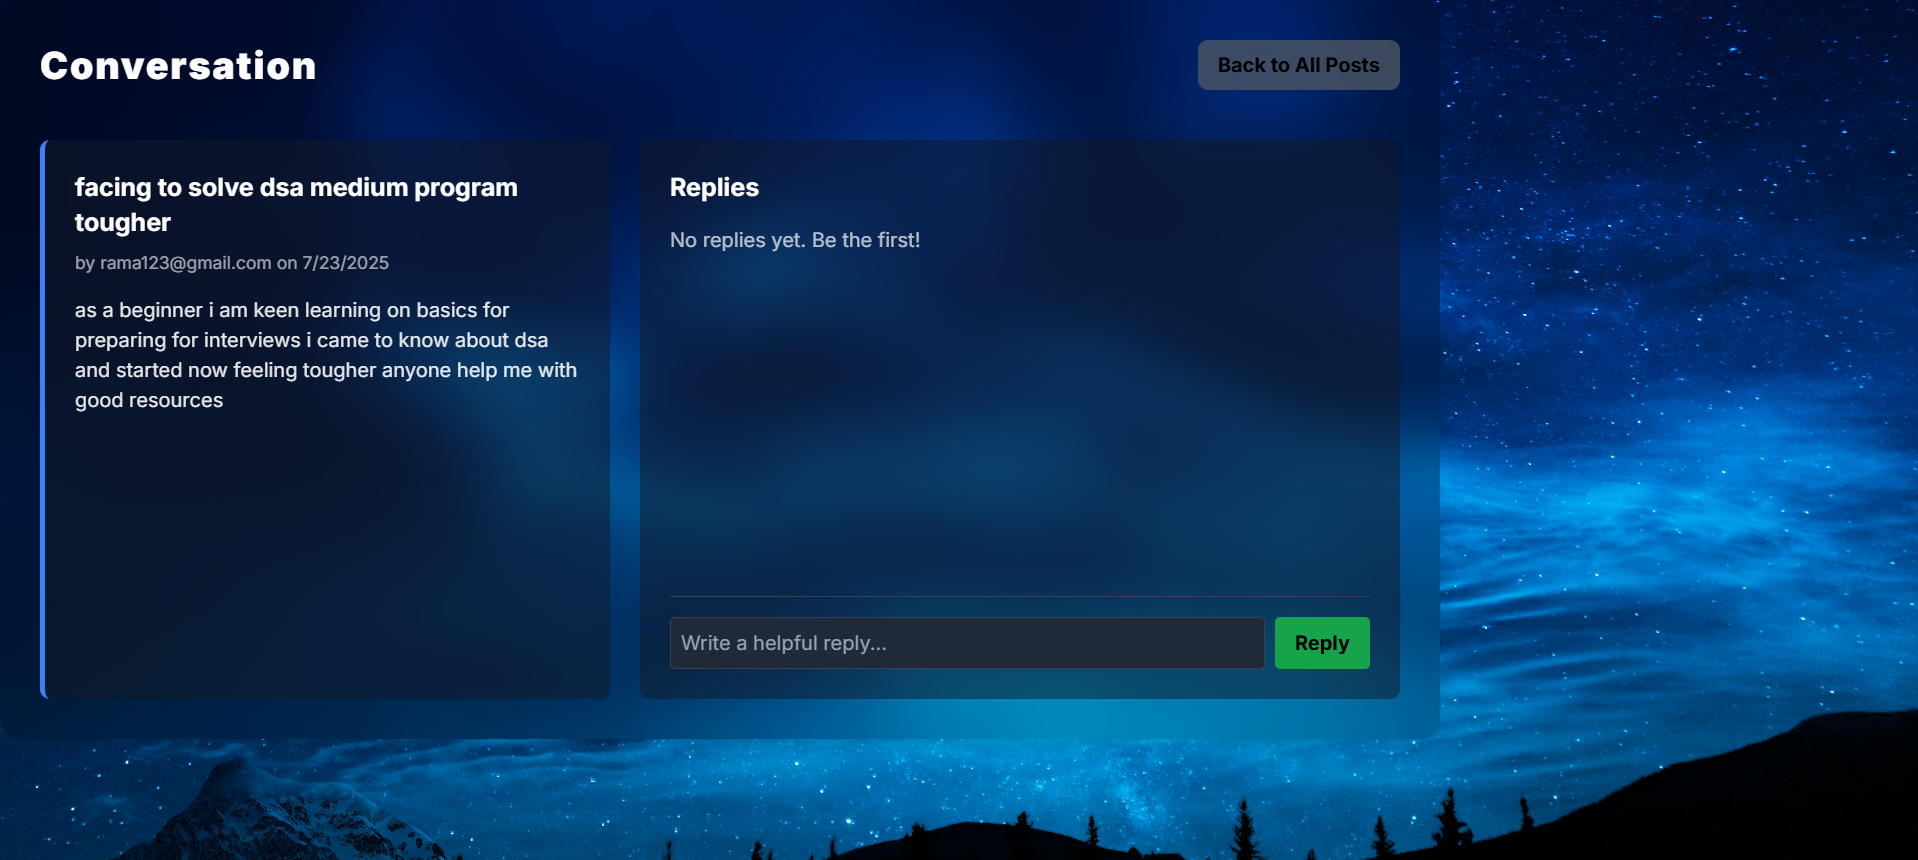 Conversation
Back to All Posts
facing to solve dsa medium program
tougher
by rama123@gmail.com on 7/23/2025
as a beginner i am keen learning on basics for
preparing for interviews i came to know about dsa
and started now feeling tougher anyone help me with
good resources
Replies
No replies yet. Be the first!
Write a helpful reply...
Reply